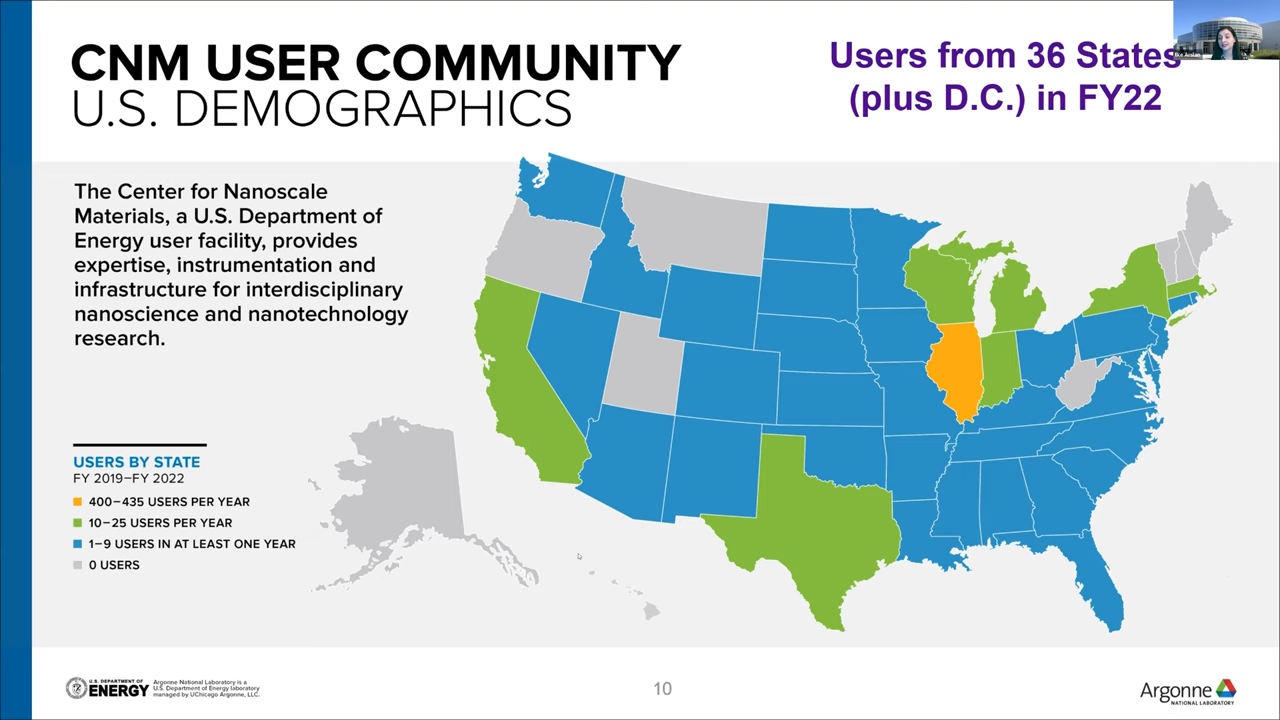 CNM USER COMMUNITY
U.S. DEMOGRAPHICS
Users from 36 States
(plus D.C.) in FY22
The Center for Nanoscale
Materials, a U.S. Department of
Energy user facility, provides
expertise, instrumentation and
infrastructure for interdisciplinary
nanoscience and nanotechnology
research.
USERS BY STATE
FY 2019–FY 2022
400–435 USERS PER YEAR
10–25 USERS PER YEAR
1–9 USERS IN AT LEAST ONE YEAR
0 USERS
U.S. DEPARTMENT OF
ENERGY
Argonne National Laboratory is a
U.S. Department of Energy laboratory
managed by UChicago Argonne, LLC.
10
Argonne
NATIONAL LABORATORY